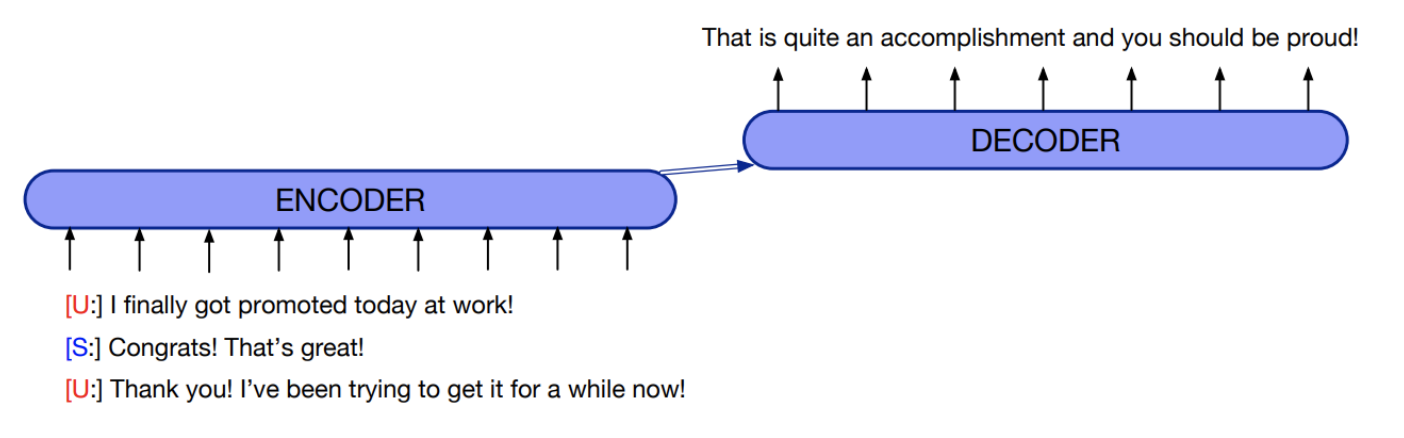 That is quite an accomplishment and you should be proud!
DECODER
ENCODER
[U:] I finally got promoted today at work!
[S:] Congrats! That's great!
[U:] Thank you! I've been trying to get it for a while now!